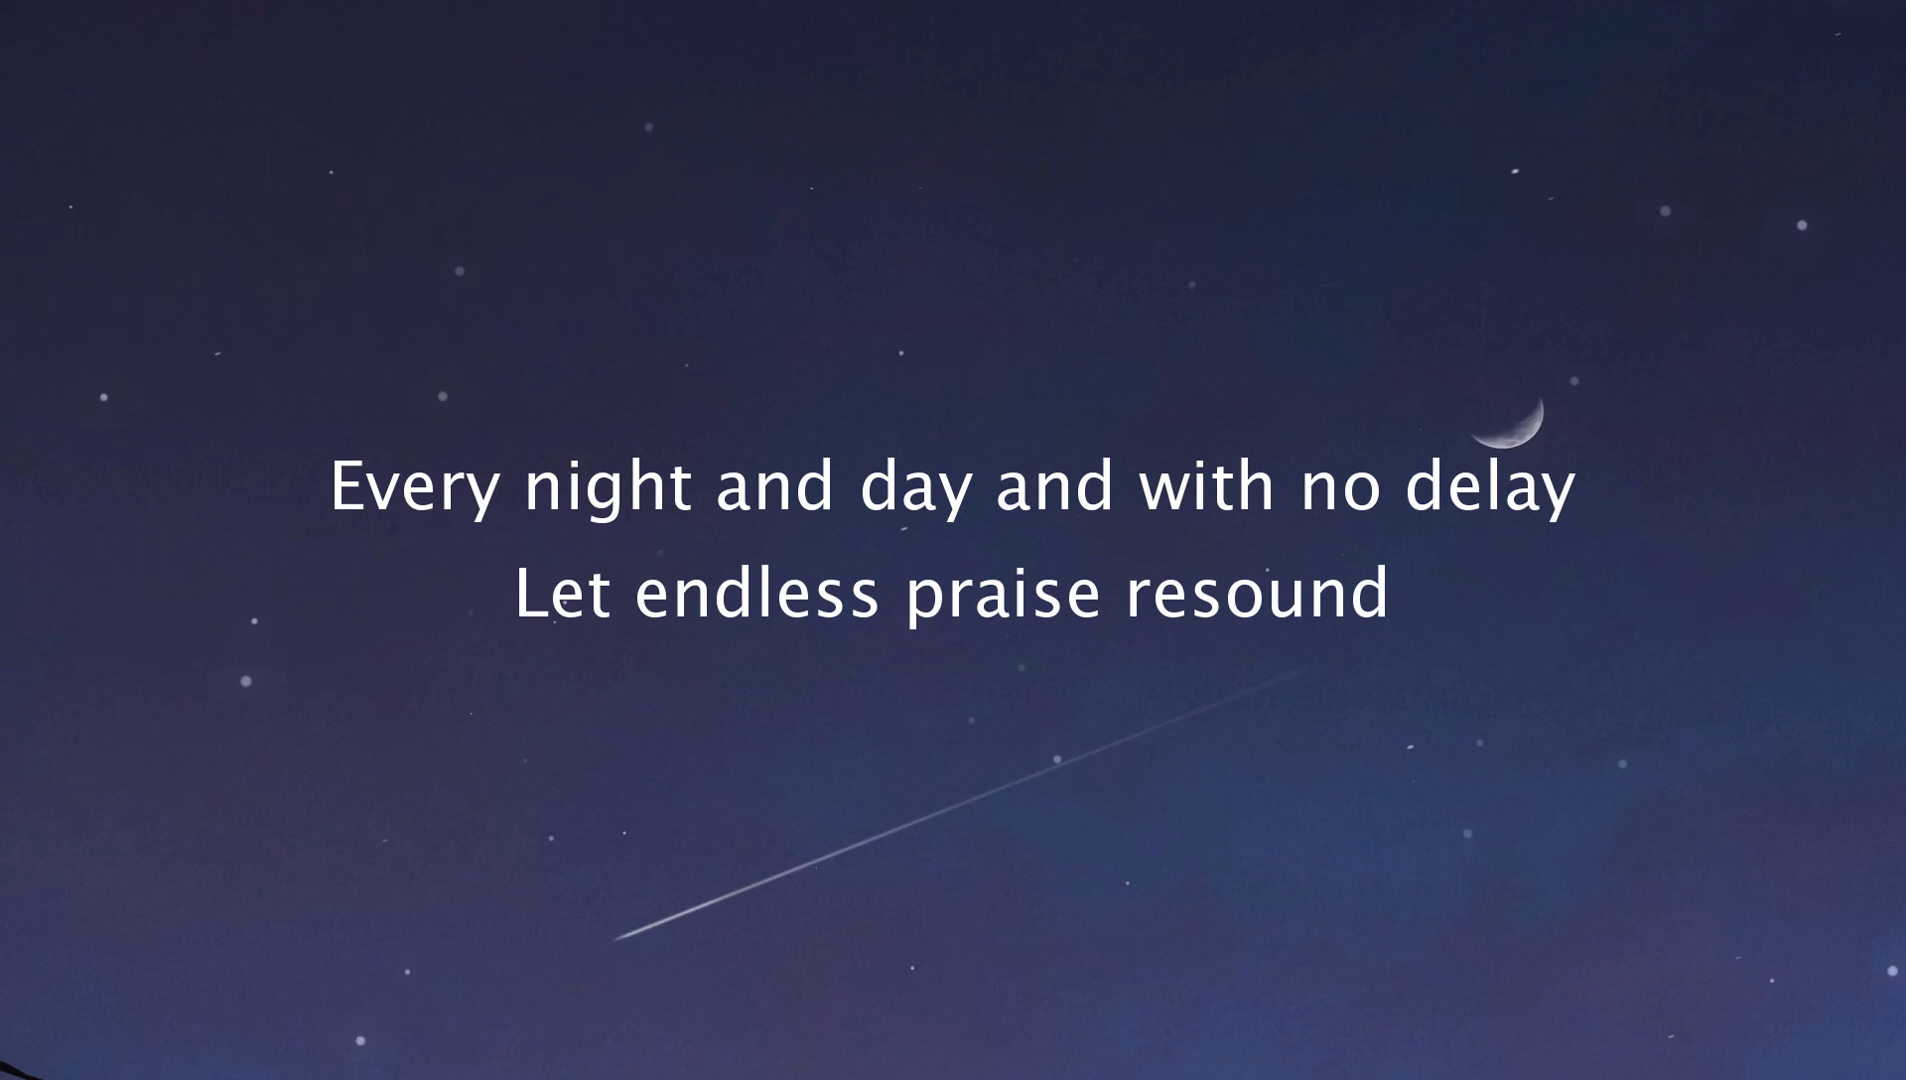 Every night and day and with no delay
Let endless praise resound